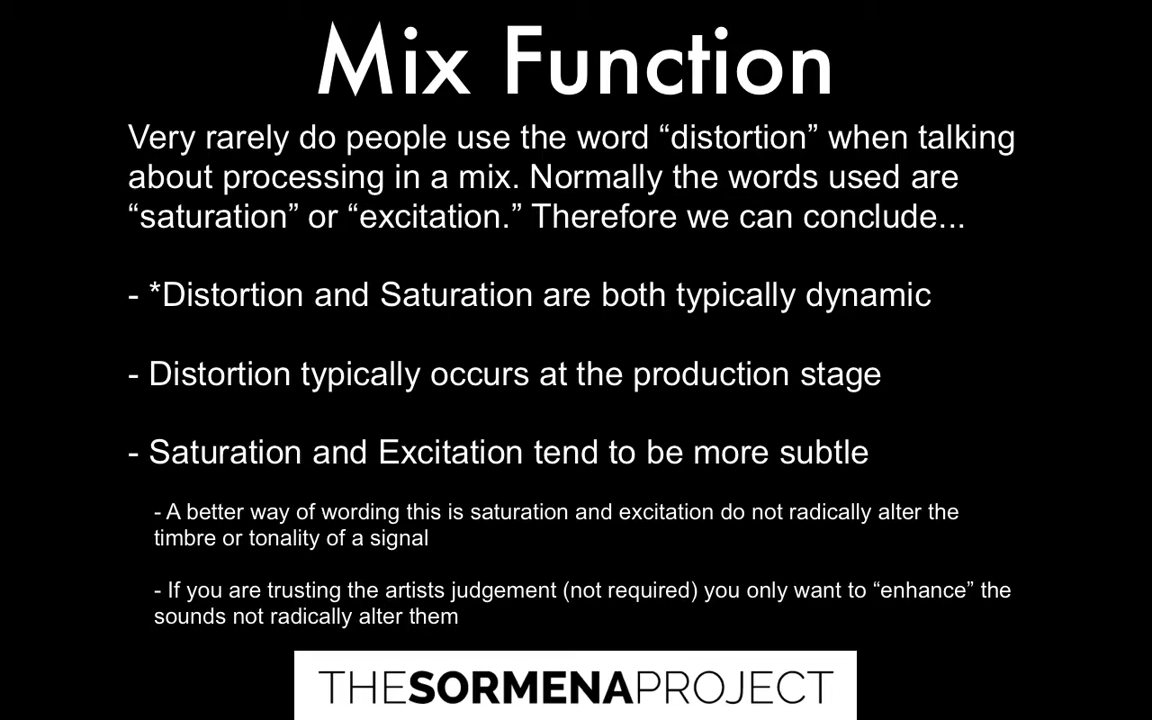 Mix Function
Very rarely do people use the word “distortion” when talking
about processing in a mix. Normally the words used are
“saturation” or “excitation.” Therefore we can conclude...
- *Distortion and Saturation are both typically dynamic
- Distortion typically occurs at the production stage
- Saturation and Excitation tend to be more subtle
- A better way of wording this is saturation and excitation do not radically alter the
timbre or tonality of a signal
- If you are trusting the artists judgement (not required) you only want to “enhance” the
sounds not radically alter them
THESORMENAPROJECT